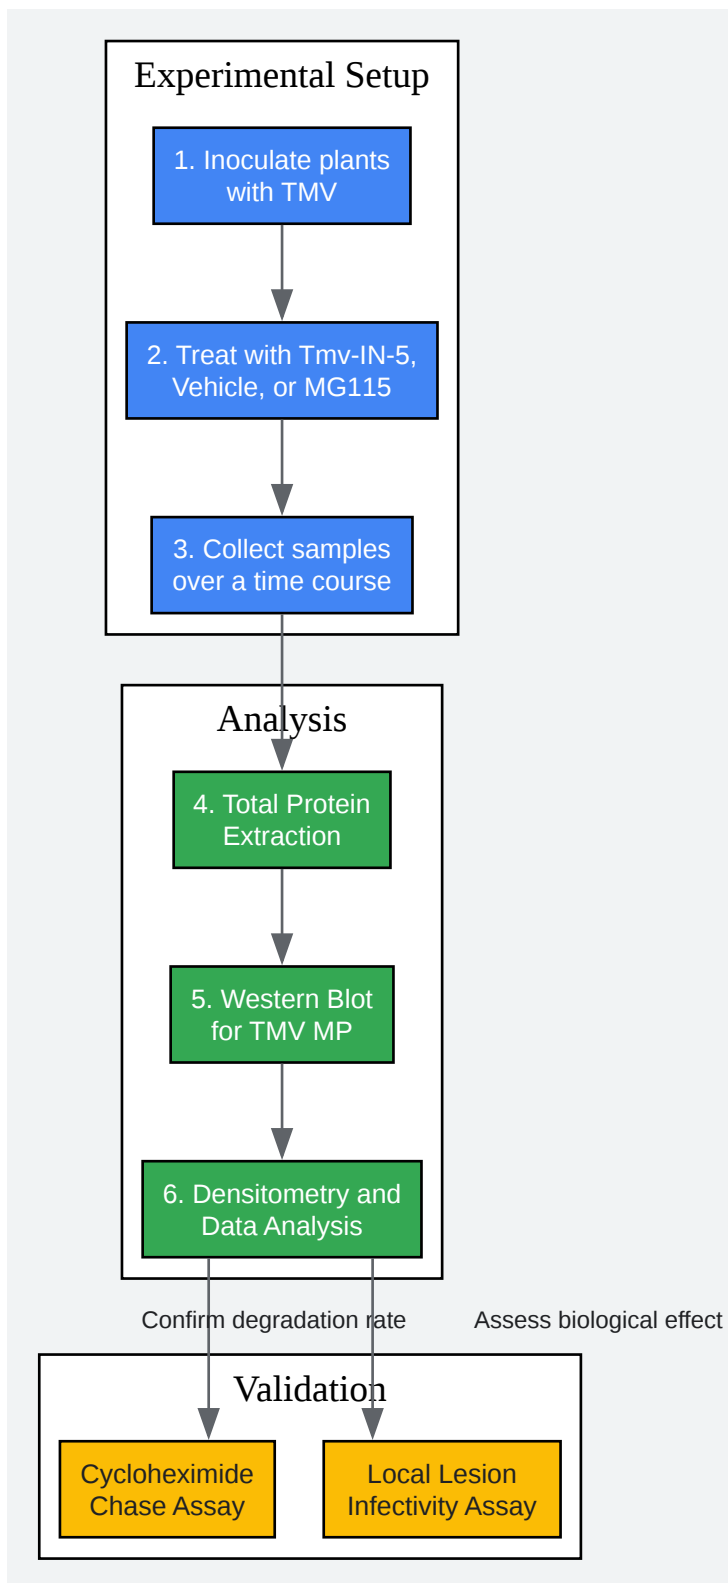 Experimental Setup
1. Inoculate plants
with TMV
2. Treat with Tmv-IN-5,
Vehicle, or MG115
3. Collect samples
over a time course
Analysis
4. Total Protein
Extraction
5. Western Blot
for TMV MP
6. Densitometry and
Data Analysis
Confirm degradation rate
Assess biological effect
Validation
Cycloheximide
Chase Assay
Local Lesion
Infectivity Assay